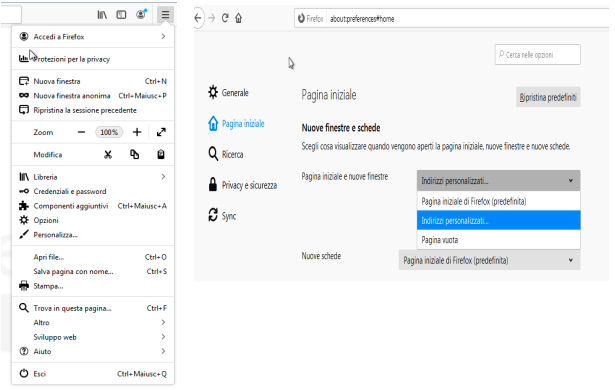 Accedi a Firefox
Protezioni per la privacy
Nuova finestra Ctrl+N
Nuova finestra anonima Ctrl+Maiusc+P
Ripristina la sessione precedente
Zoom 100%
Modifica
Libreria
Credenziali e password
Componenti aggiuntivi Ctrl+Maiusc+A
Opzioni
Personalizza...
Apri file... Ctrl+O
Salva pagina con nome... Ctrl+S
Stampa...
Trova in questa pagina... Ctrl+F
Altro
Sviluppo web
Aiuto
Esci Ctrl+Maiusc+Q
Firefox about:preferences#home
Cerca nelle opzioni
Generale
Pagina iniziale
Ricerca
Privacy e sicurezza
Sync
Pagina iniziale Ripristina predefiniti
Nuove finestre e schede
Scegli cosa visualizzare quando vengono aperti la pagina iniziale, nuove finestre e nuove schede.
Pagina iniziale e nuove finestre Indirizzi personalizzati...
Pagina iniziale di Firefox (predefinita)
Indirizzi personalizzati...
Pagina vuota
Nuove schede Pagina iniziale di Firefox (predefinita)